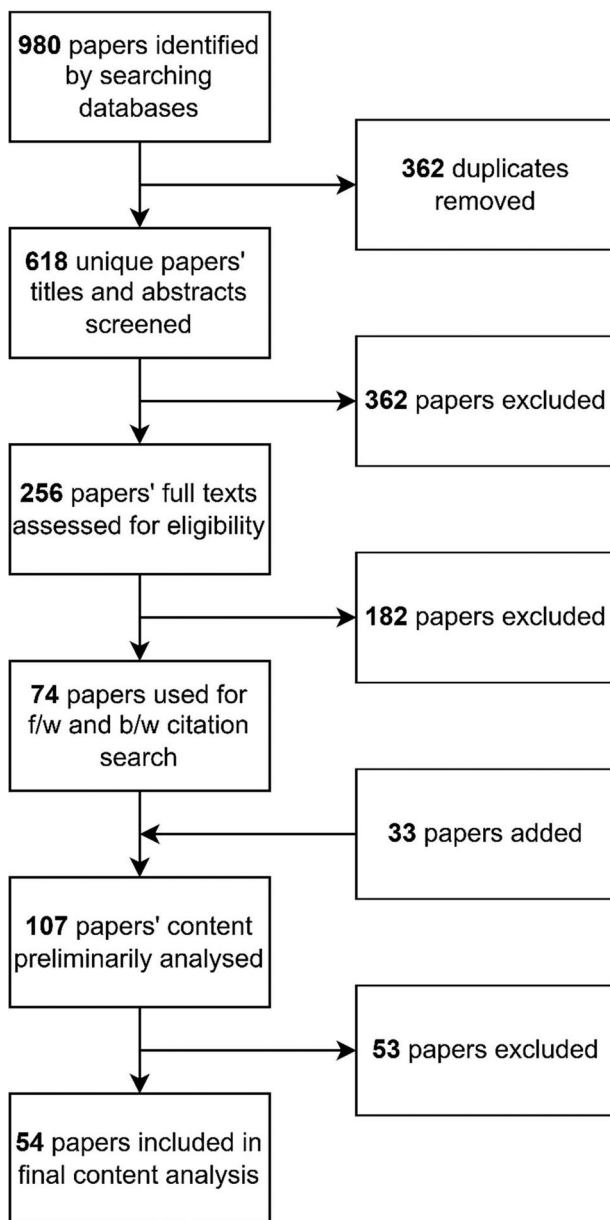 980 papers identified
by searching
databases
362 duplicates
removed
618 unique papers'
titles and abstracts
screened
362 papers excluded
256 papers' full texts
assessed for eligibility
182 papers excluded
74 papers used for
f/w and b/w citation
search
33 papers added
107 papers' content
preliminarily analysed
53 papers excluded
54 papers included in
final content analysis